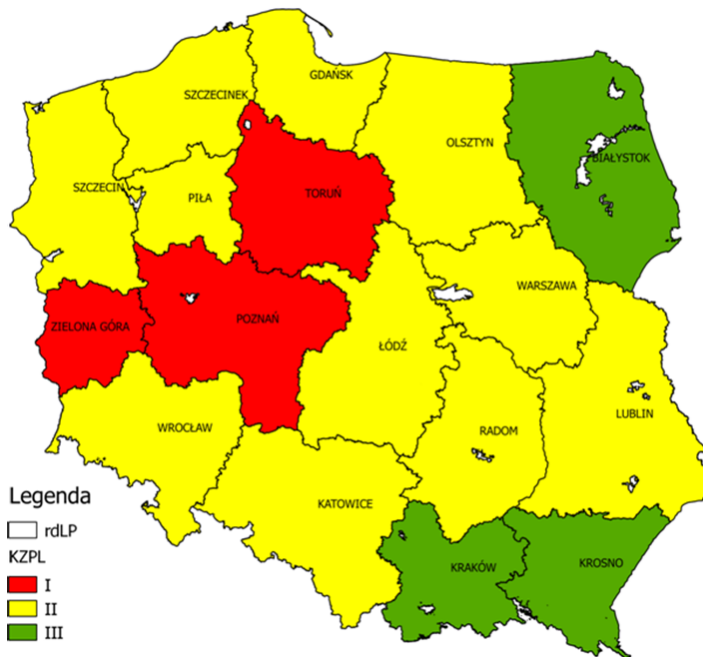 GDAŃSK
SZCZECINEK
OLSZTYN
BIAŁYSTOK
SZCZECIN
PIŁA
TORUŃ
WARSZAWA
ZIELONA GÓRA
POZNAŃ
ŁÓDŹ
LUBLIN
WROCŁAW
RADOM
KATOWICE
KRAKÓW
KROSNO
Legenda
rdLP
KZPL
I
II
III